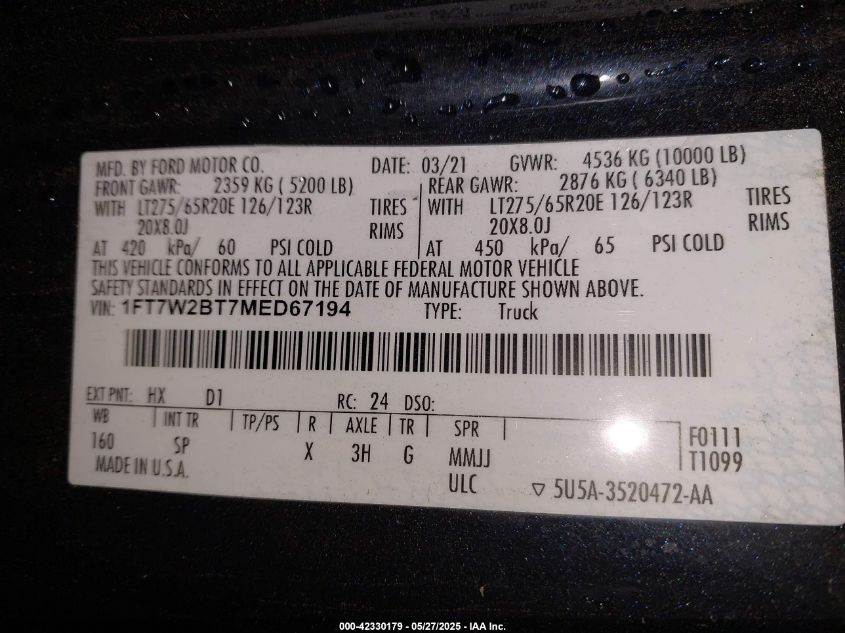 MFD. BY FORD MOTOR CO. DATE: 03/21 GVWR: 4536 KG (10000 LB)
FRONT GAWR: 2359 KG ( 5200 LB) REAR GAWR: 2876 KG ( 6340 LB)
WITH LT275/65R20E 126/123R TIRES WITH LT275/65R20E 126/123R TIRES
20X8.0J RIMS 20X8.0J RIMS
AT 420 kPa/ 60 PSI COLD AT 450 kPa/ 65 PSI COLD
THIS VEHICLE CONFORMS TO ALL APPLICABLE FEDERAL MOTOR VEHICLE
SAFETY STANDARDS IN EFFECT ON THE DATE OF MANUFACTURE SHOWN ABOVE.
VIN: 1FT7W2BT7MED67194 TYPE: Truck
EXT PNT: HX D1 RC: 24 DSO:
WB INT TR TP/PS R AXLE TR SPR F0111
160 SP X 3H G MMJJ T1099
MADE IN U.S.A. ULC ▽ 5U5A-3520472-AA
000-42330179 - 05/27/2025 - IAA Inc.